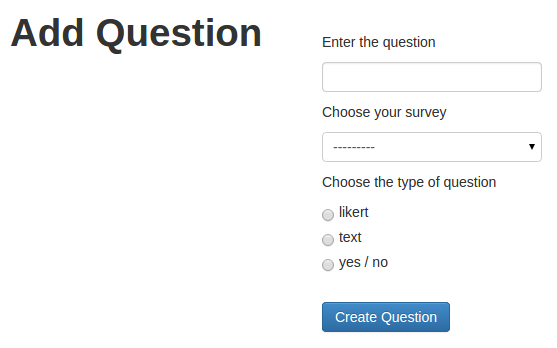 Add Question
Enter the question
Choose your survey
---------
Choose the type of question
likert
text
yes / no
Create Question